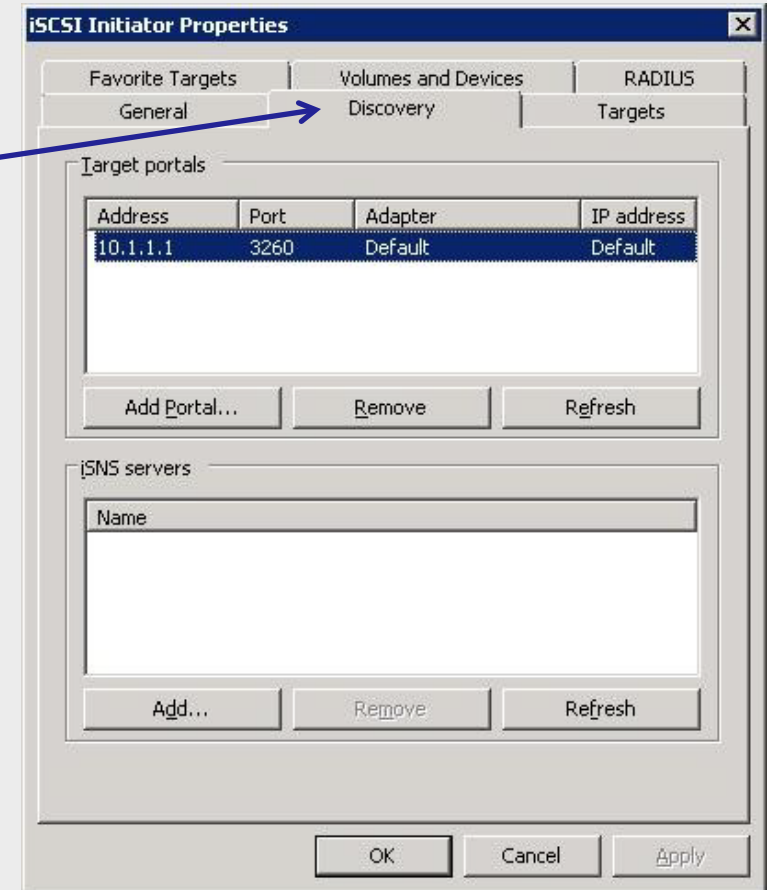 iSCSI Initiator Properties
Favorite Targets Volumes and Devices RADIUS
General Discovery Targets
Target portals
Address Port Adapter IP address
10.1.1.1 3260 Default Default
Add Portal... Remove Refresh
iSNS servers
Name
Add... Remove Refresh
OK Cancel Apply